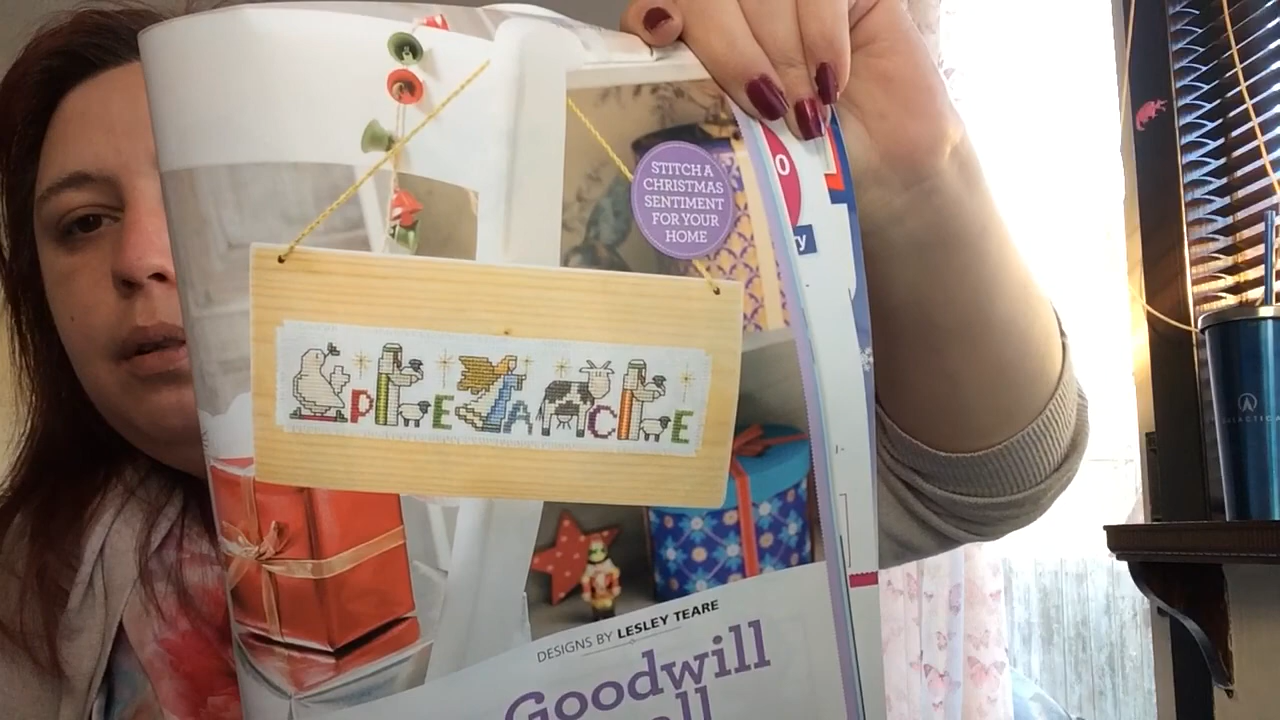 STITCH A
CHRISTMAS
SENTIMENT
FOR YOUR
HOME
PEACE
DESIGNS BY LESLEY TEARE
Goodwill